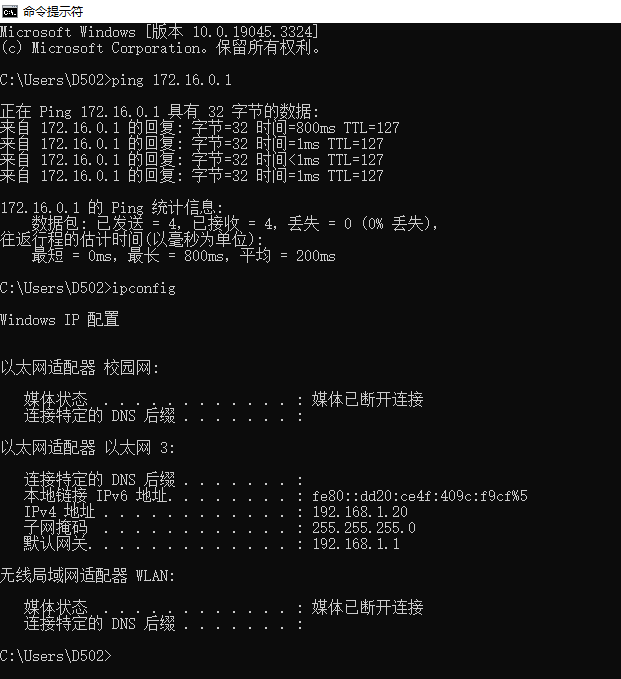 命令提示符
Microsoft Windows [版本 10.0.19045.3324]
(c) Microsoft Corporation。保留所有权利。
C:\Users\D502>ping 172.16.0.1
正在 Ping 172.16.0.1 具有 32 字节的数据:
来自 172.16.0.1 的回复: 字节=32 时间=800ms TTL=127
来自 172.16.0.1 的回复: 字节=32 时间=1ms TTL=127
来自 172.16.0.1 的回复: 字节=32 时间<1ms TTL=127
来自 172.16.0.1 的回复: 字节=32 时间=1ms TTL=127
172.16.0.1 的 Ping 统计信息:
    数据包: 已发送 = 4，已接收 = 4，丢失 = 0 (0% 丢失)，
往返行程的估计时间(以毫秒为单位):
    最短 = 0ms，最长 = 800ms，平均 = 200ms
C:\Users\D502>ipconfig
Windows IP 配置
以太网适配器 校园网:
   媒体状态  . . . . . . . . . . . . : 媒体已断开连接
   连接特定的 DNS 后缀 . . . . . . . :
以太网适配器 以太网 3:
   连接特定的 DNS 后缀 . . . . . . . :
   本地链接 IPv6 地址. . . . . . . . : fe80::dd20:ce4f:409c:f9cf%5
   IPv4 地址 . . . . . . . . . . . . : 192.168.1.20
   子网掩码  . . . . . . . . . . . . : 255.255.255.0
   默认网关. . . . . . . . . . . . . : 192.168.1.1
无线局域网适配器 WLAN:
   媒体状态  . . . . . . . . . . . . : 媒体已断开连接
   连接特定的 DNS 后缀 . . . . . . . :
C:\Users\D502>